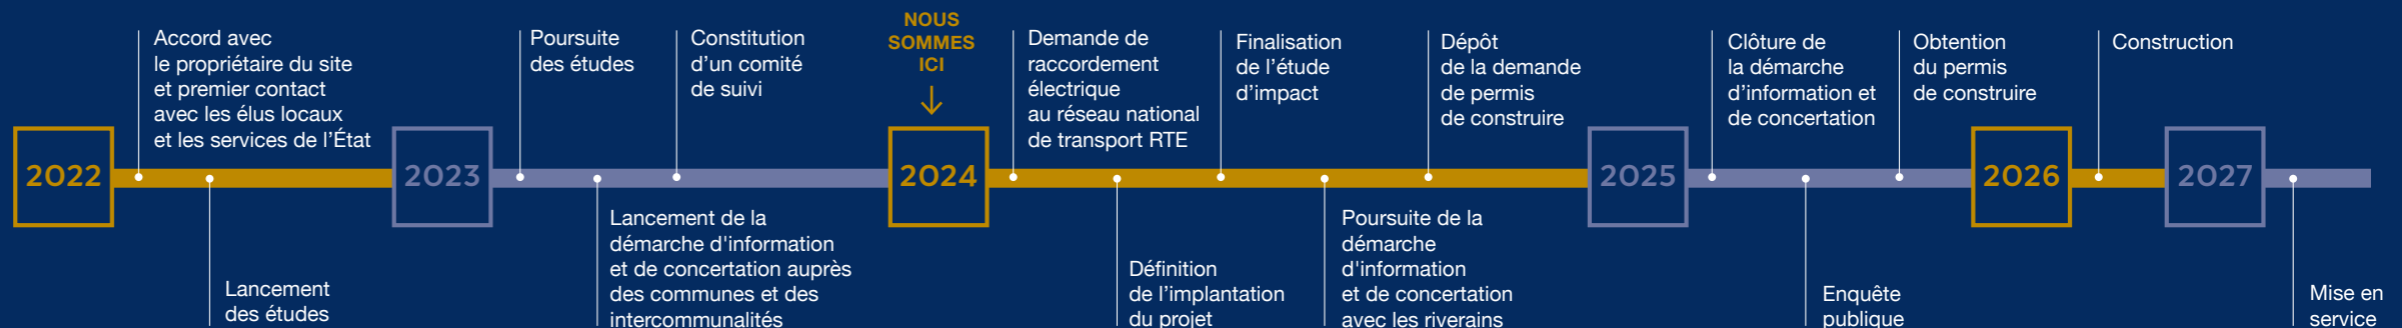 2022
Accord avec
le propriétaire du site
et premier contact
avec les élus locaux
et les services de l’État
Lancement
des études
2023
Poursuite
des études
Lancement de la
démarche d'information
et de concertation auprès
des communes et des
intercommunalités
Constitution
d’un comité
de suivi
NOUS
SOMMES
ICI
2024
Demande de
raccordement
électrique
au réseau national
de transport RTE
Définition
de l’implantation
du projet
Finalisation
de l’étude
d’impact
Poursuite de la
démarche
d'information
et de concertation
avec les riverains
Dépôt
de la demande
de permis
de construire
2025
Clôture de
la démarche
d’information et
de concertation
Enquête
publique
Obtention
du permis
de construire
2026
Construction
2027
Mise en
service